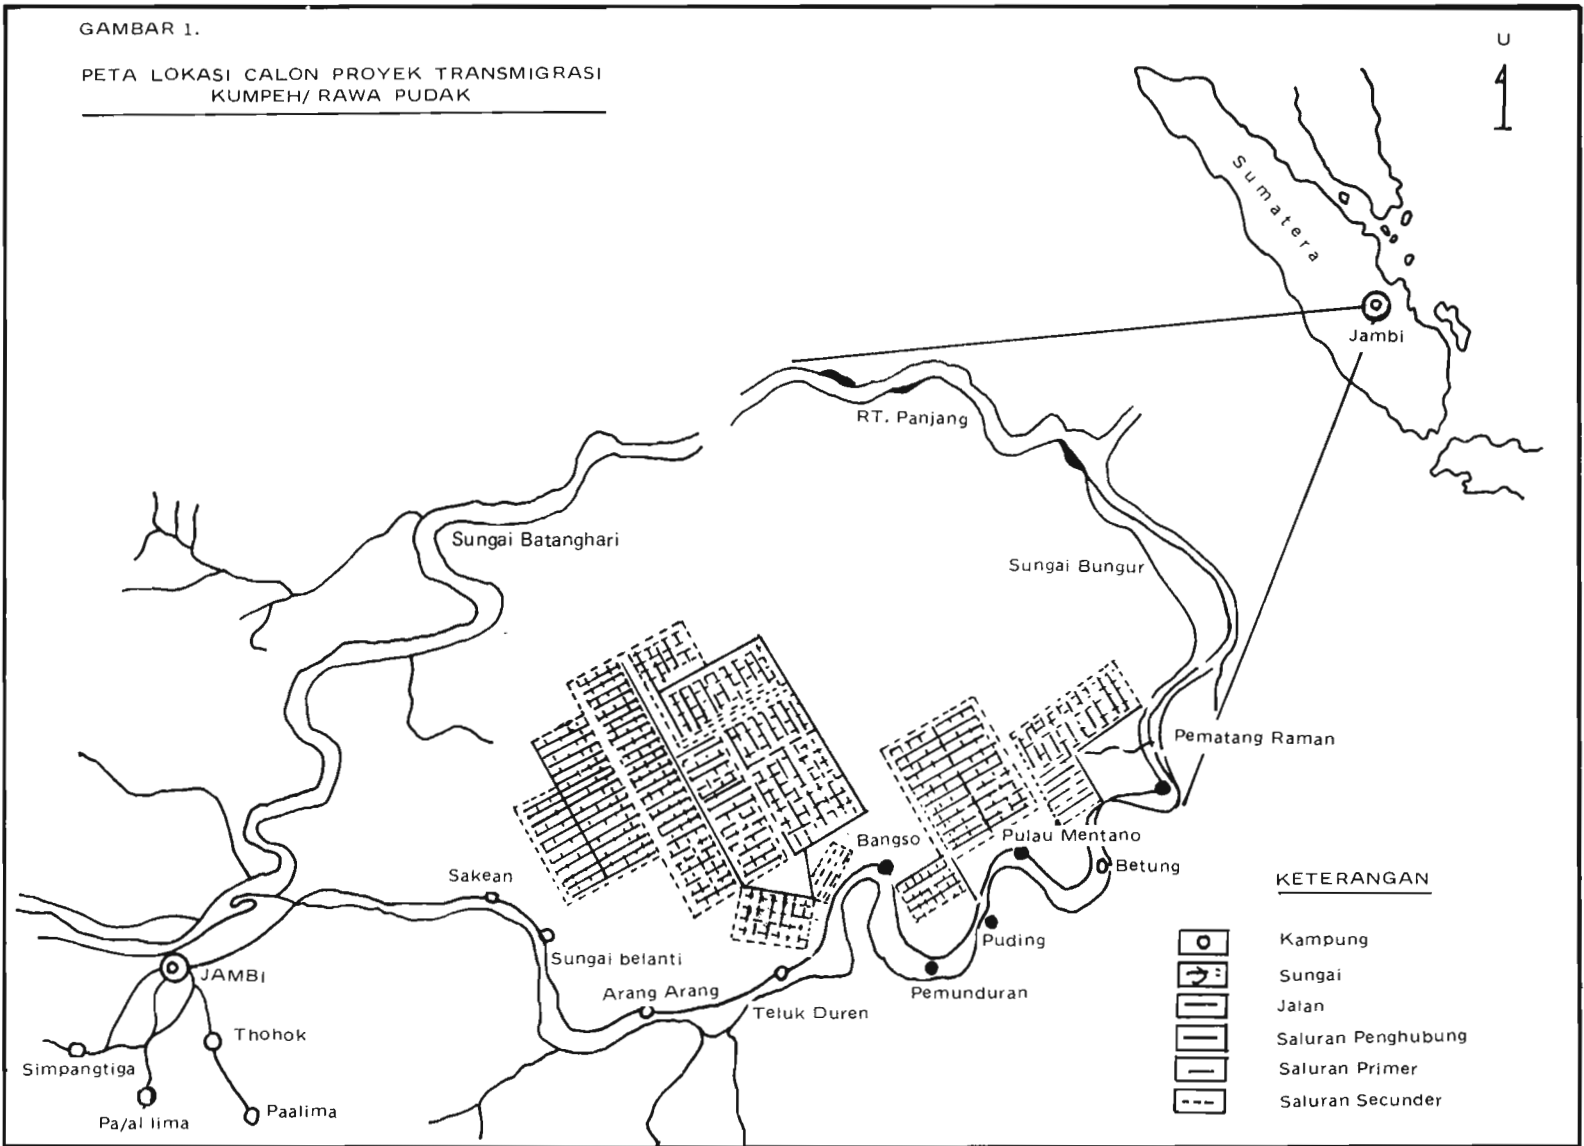 GAMBAR 1.
PETA LOKASI CALON PROYEK TRANSMIGRASI
KUMPEH/ RAWA PUDAK
U
Sumatera
Jambi
RT. Panjang
Sungai Batanghari
Sungai Bungur
Pematang Raman
Bangso
Pulau Mentano
Betung
Sakean
Puding
Sungai belanti
Pemunduran
Arang Arang
Teluk Duren
JAMBI
Thohok
Simpangtiga
Pa/al lima
Paalima
KETERANGAN
Kampung
Sungai
Jalan
Saluran Penghubung
Saluran Primer
Saluran Secunder